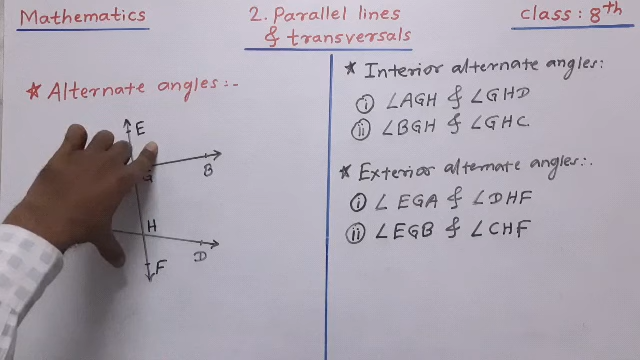 Mathematics
2. Parallel lines
& transversals
class : 8th
* Alternate angles :-
E
G
B
H
D
F
* Interior alternate angles :
(i) ∠AGH & ∠GHD
(ii) ∠BGH & ∠GHC
* Exterior alternate angles :.
(i) ∠ EGA & ∠DHF
(ii) ∠EGB & ∠CHF